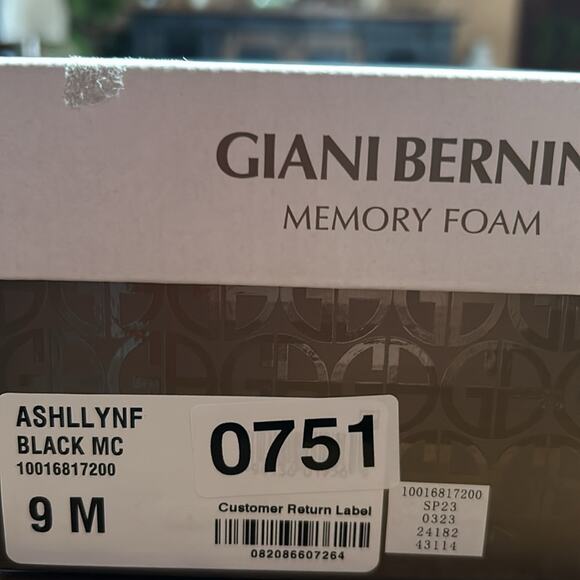 GIANI BERNIN
MEMORY FOAM
ASHLLYNF
BLACK MC
10016817200
9 M
0751
Customer Return Label
082086607264
10016817200
SP23
0323
24182
43114